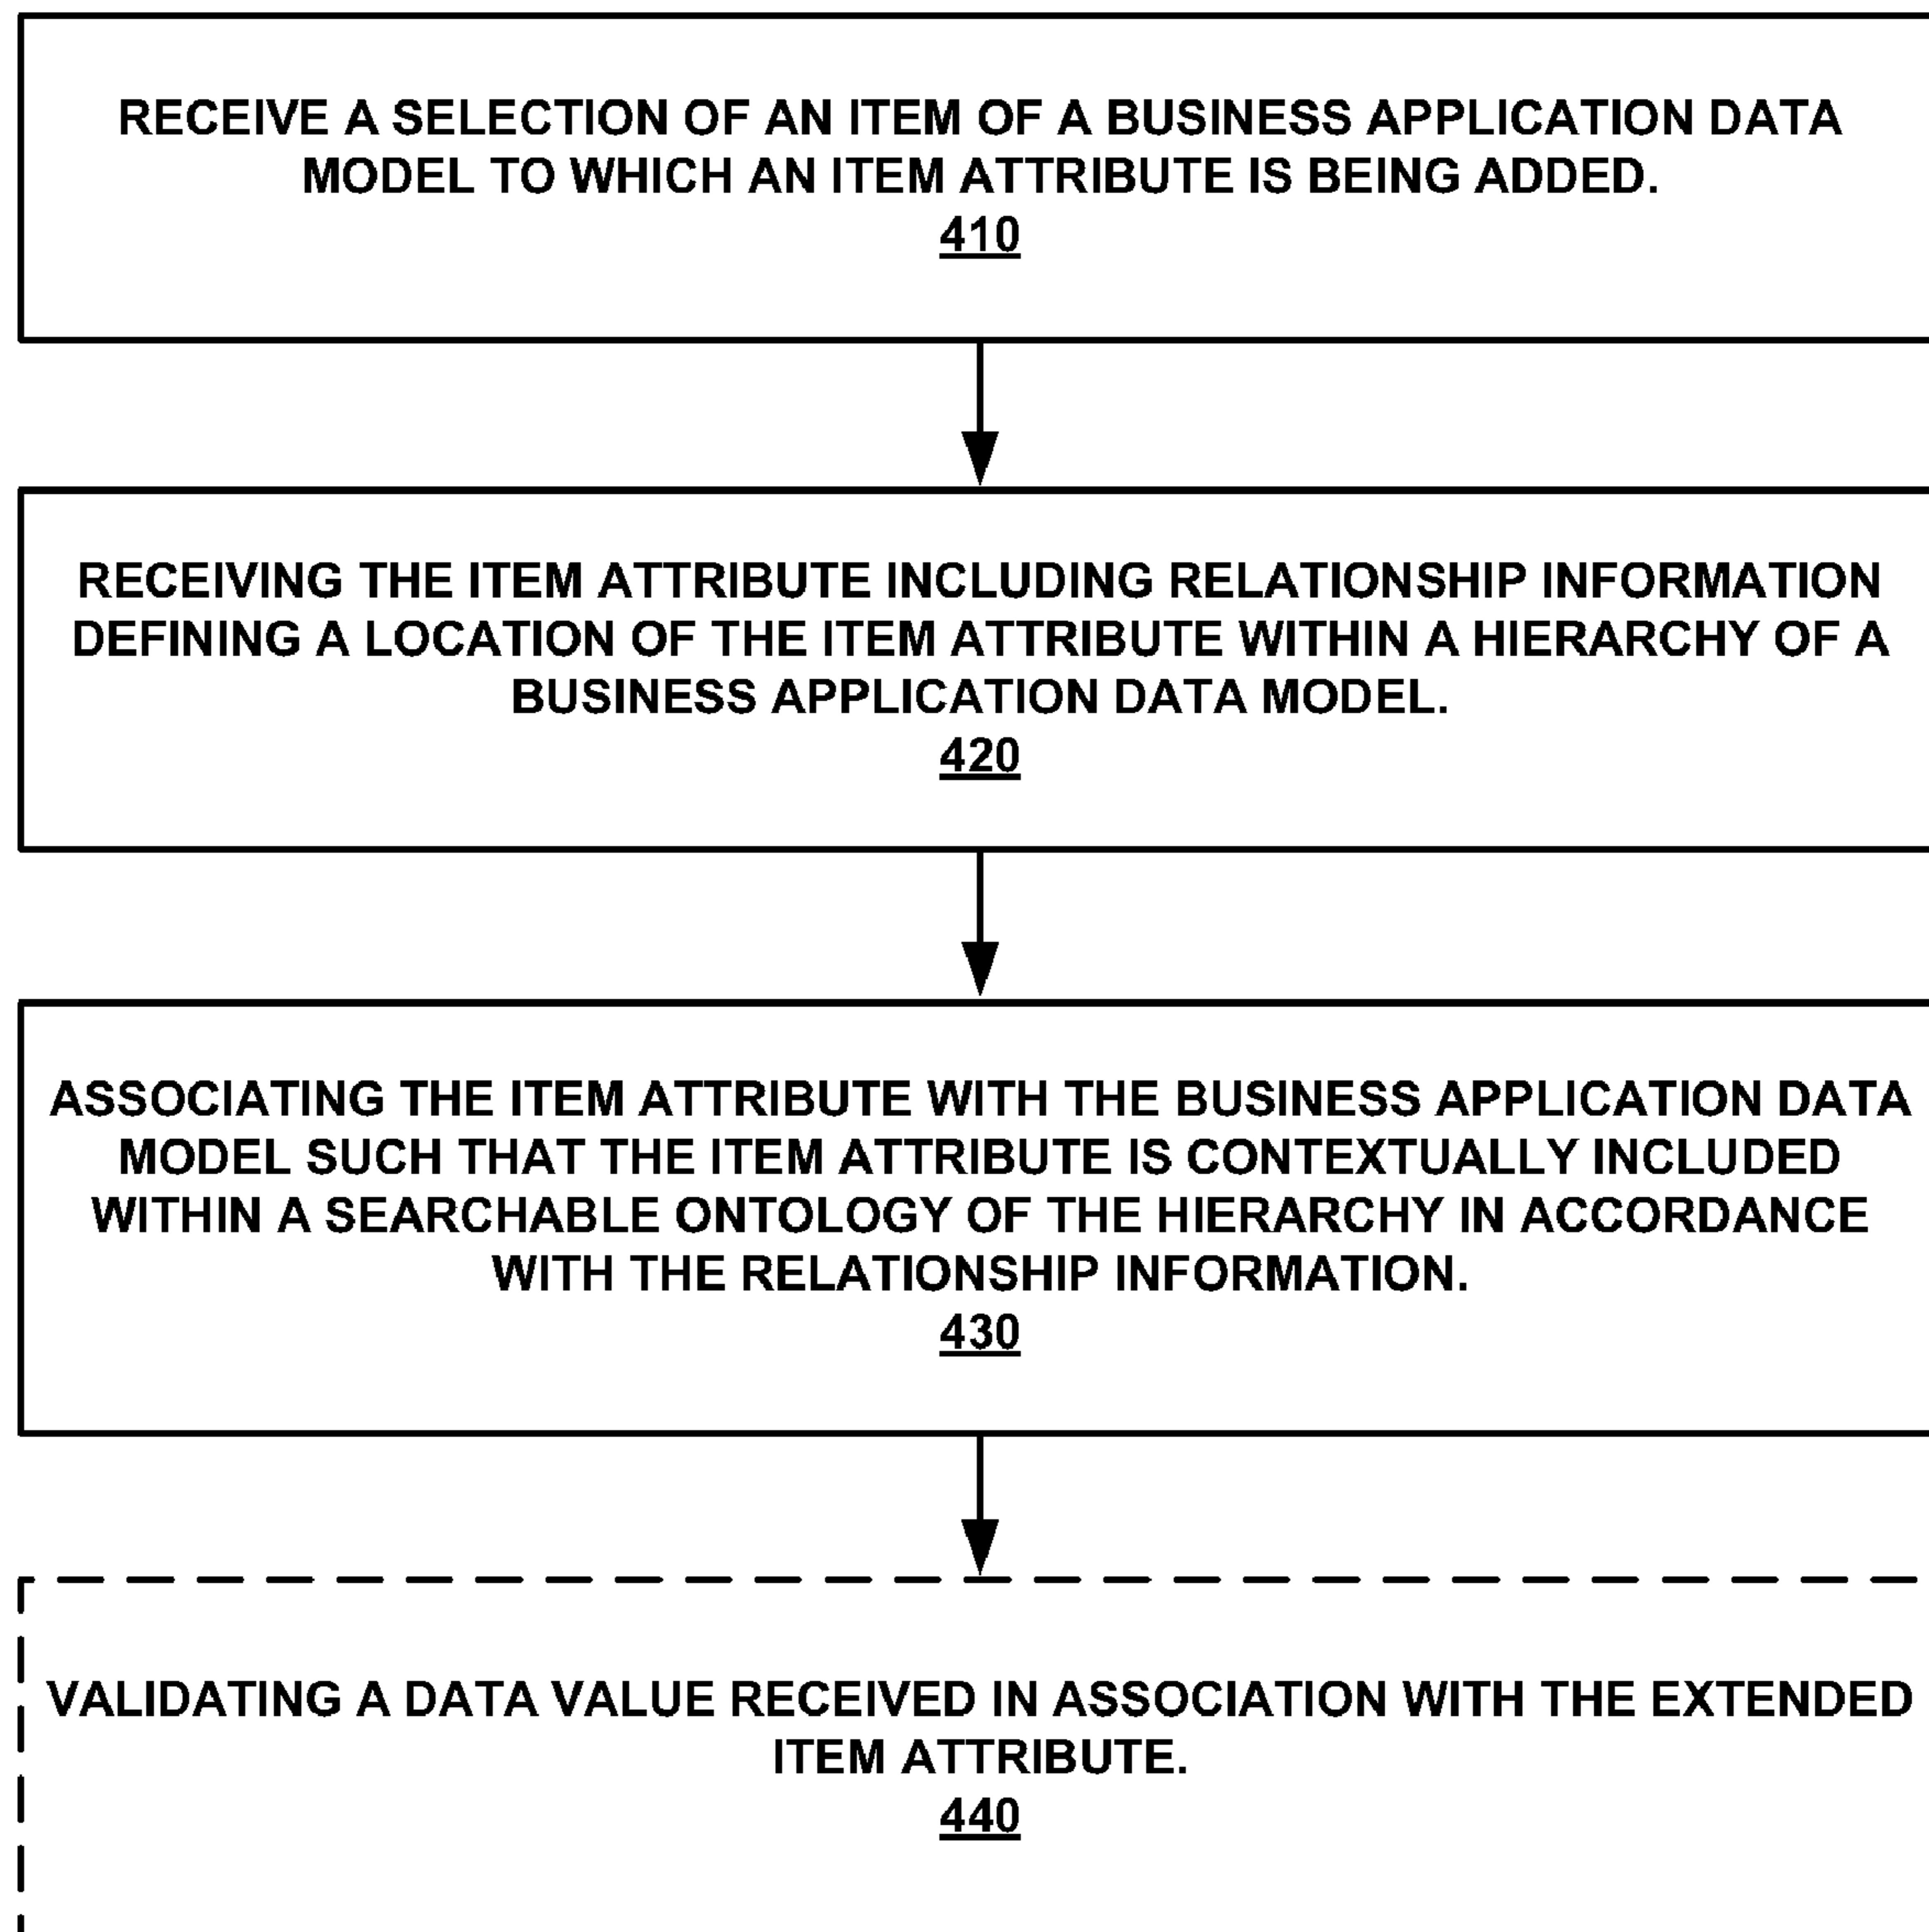 RECEIVE A SELECTION OF AN ITEM OF A BUSINESS APPLICATION DATA
MODEL TO WHICH AN ITEM ATTRIBUTE IS BEING ADDED.
410
RECEIVING THE ITEM ATTRIBUTE INCLUDING RELATIONSHIP INFORMATION
DEFINING A LOCATION OF THE ITEM ATTRIBUTE WITHIN A HIERARCHY OF A
BUSINESS APPLICATION DATA MODEL.
420
ASSOCIATING THE ITEM ATTRIBUTE WITH THE BUSINESS APPLICATION DATA
MODEL SUCH THAT THE ITEM ATTRIBUTE IS CONTEXTUALLY INCLUDED
WITHIN A SEARCHABLE ONTOLOGY OF THE HIERARCHY IN ACCORDANCE
WITH THE RELATIONSHIP INFORMATION.
430
VALIDATING A DATA VALUE RECEIVED IN ASSOCIATION WITH THE EXTENDED
ITEM ATTRIBUTE.
440